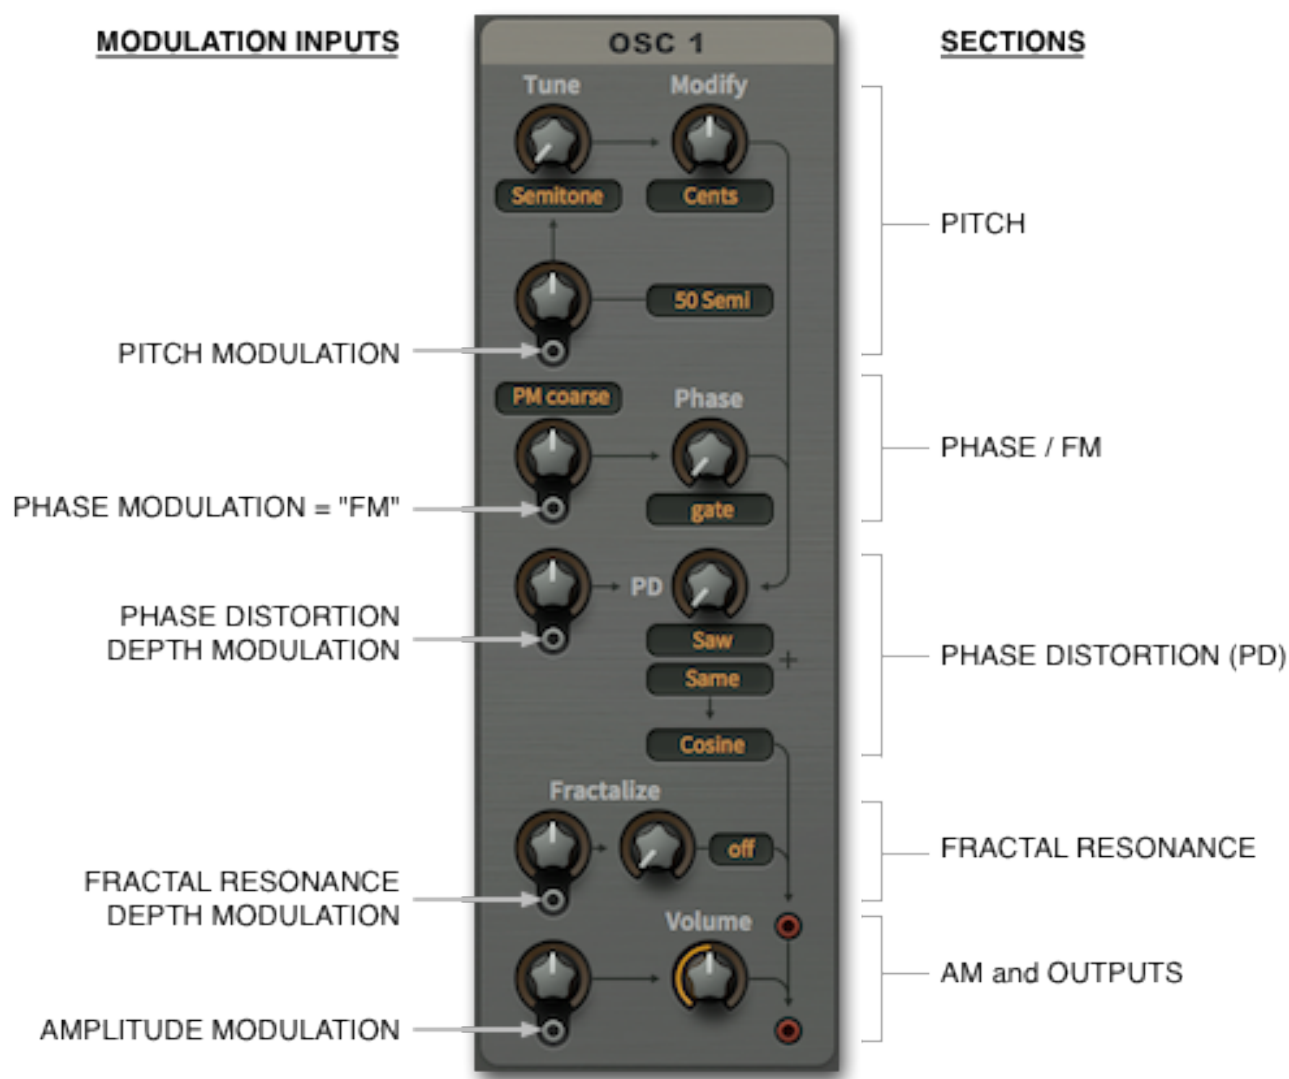 MODULATION INPUTS
OSC 1
SECTIONS
Tune Modify
Semitone Cents
PITCH
50 Semi
PITCH MODULATION
PM coarse Phase
PHASE / FM
PHASE MODULATION = "FM"
gate
PD
PHASE DISTORTION
DEPTH MODULATION
Saw
+
Same
PHASE DISTORTION (PD)
Cosine
Fractalize
off
FRACTAL RESONANCE
FRACTAL RESONANCE
DEPTH MODULATION
Volume
AM and OUTPUTS
AMPLITUDE MODULATION